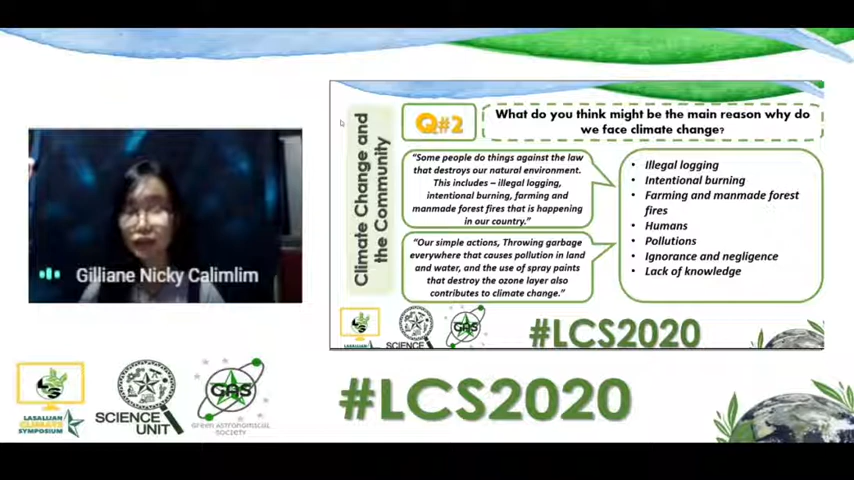 Climate Change and
the Community
Q#2
What do you think might be the main reason why do
we face climate change?
"Some people do things against the law
that destroys our natural environment.
This includes – illegal logging,
intentional burning, farming and
manmade forest fires that is happening
in our country."
"Our simple actions, Throwing garbage
everywhere that causes pollution in land
and water, and the use of spray paints
that destroy the ozone layer also
contributes to climate change."
• Illegal logging
• Intentional burning
• Farming and manmade forest
fires
• Humans
• Pollutions
• Ignorance and negligence
• Lack of knowledge
SCIENCE
GAS
#LCS2020
Gilliane Nicky Calimlim
LASALLIAN
CLIMATE
SYMPOSIUM
SCIENCE
UNIT
GAS
GREEN ASTRONOMICAL
SOCIETY
#LCS2020